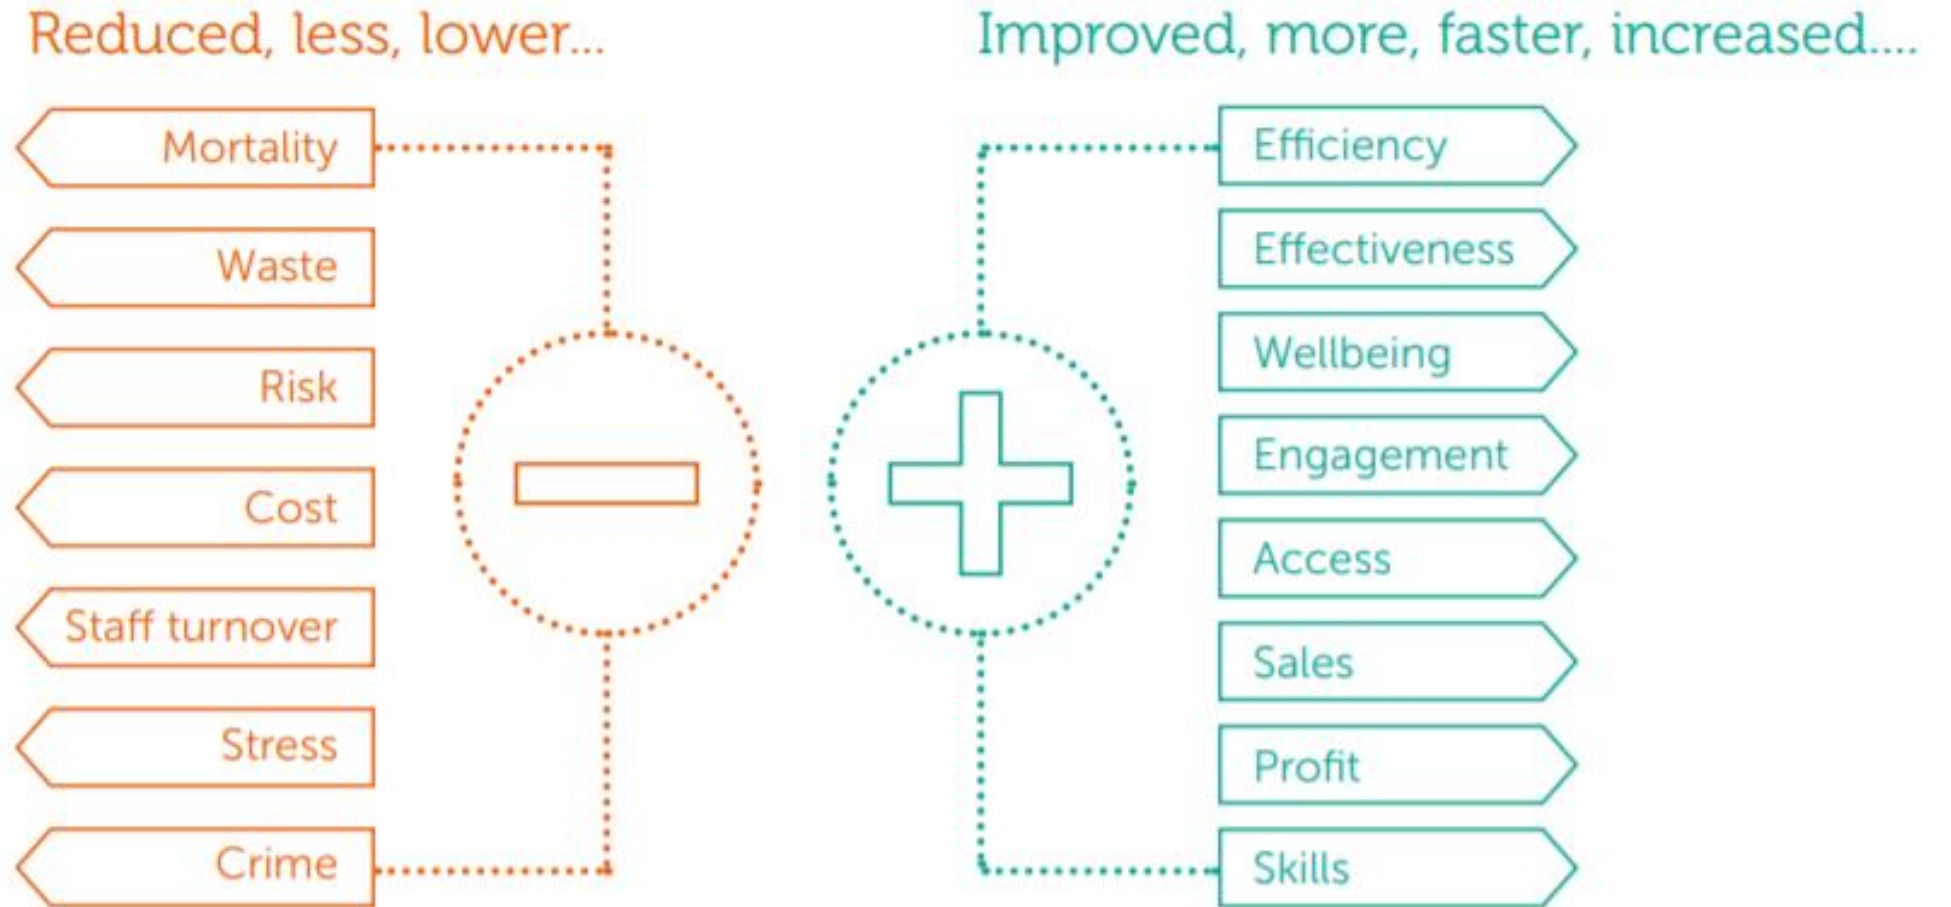 Reduced, less, lower...
Mortality
Waste
Risk
Cost
Staff turnover
Stress
Crime
Improved, more, faster, increased....
Efficiency
Effectiveness
Wellbeing
Engagement
Access
Sales
Profit
Skills